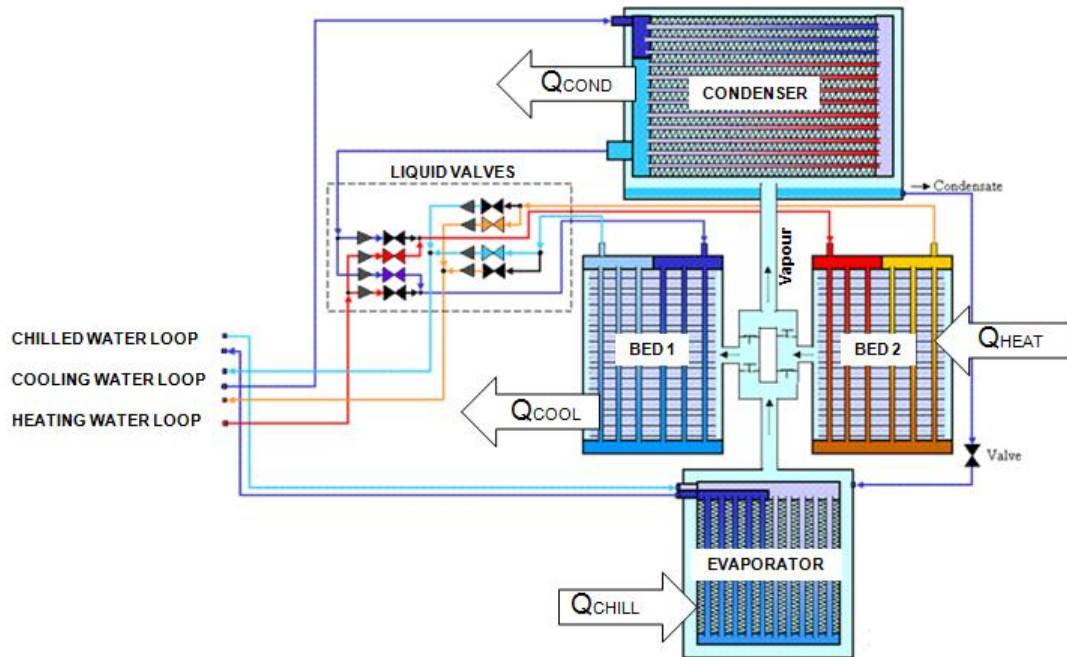 QCOND
CONDENSER
LIQUID VALVES
Condensate
Vapour
CHILLED WATER LOOP
COOLING WATER LOOP
HEATING WATER LOOP
BED 1
BED 2
QHEAT
QCOOL
Valve
EVAPORATOR
QCHILL